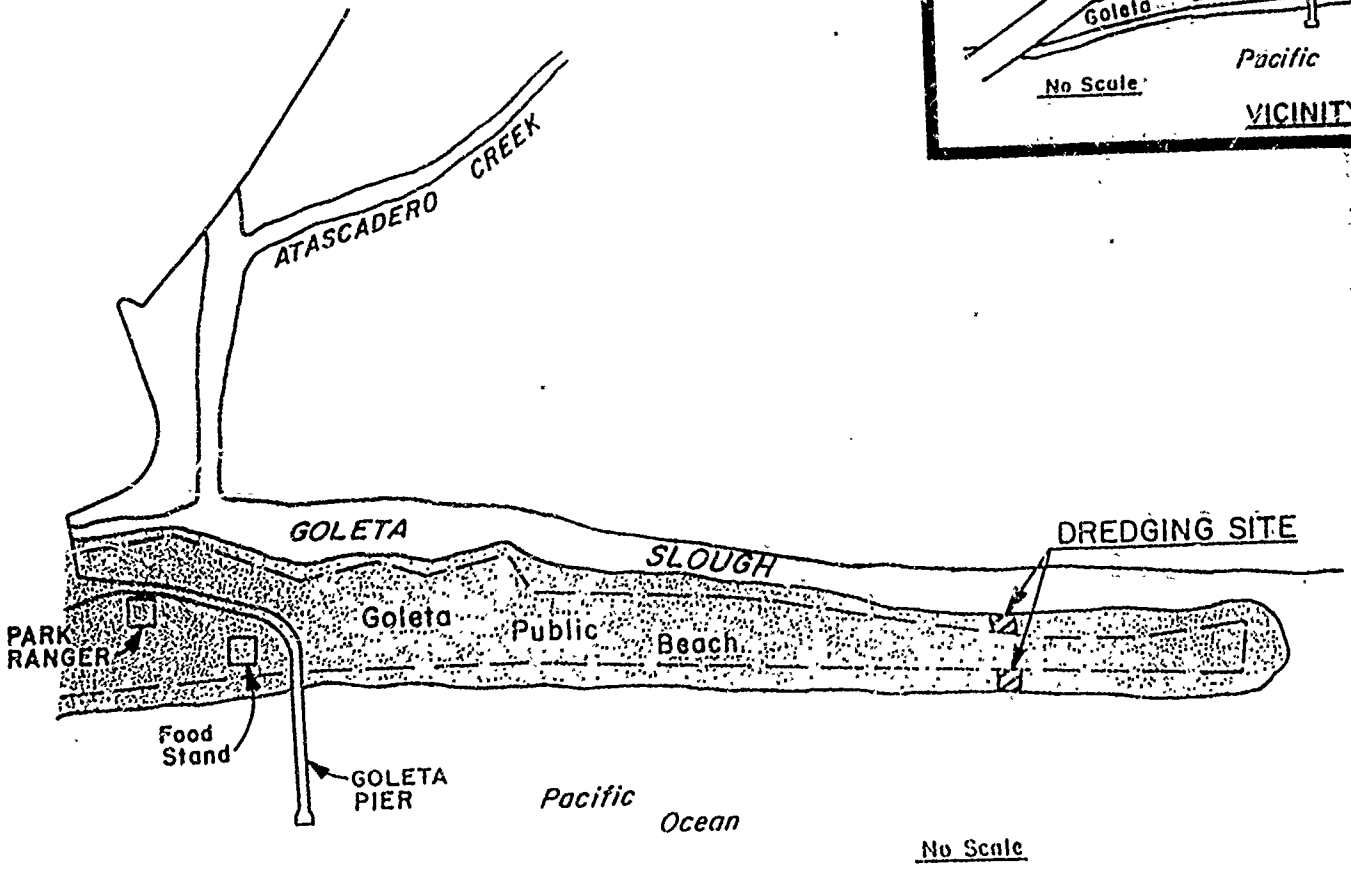 Goleta
Pacific
No Scale
VICINITY
ATASCADERO CREEK
GOLETA SLOUGH
DREDGING SITE
Goleta Public Beach
PARK
RANGER
Food
Stand
GOLETA
PIER
Pacific
Ocean
No Scale